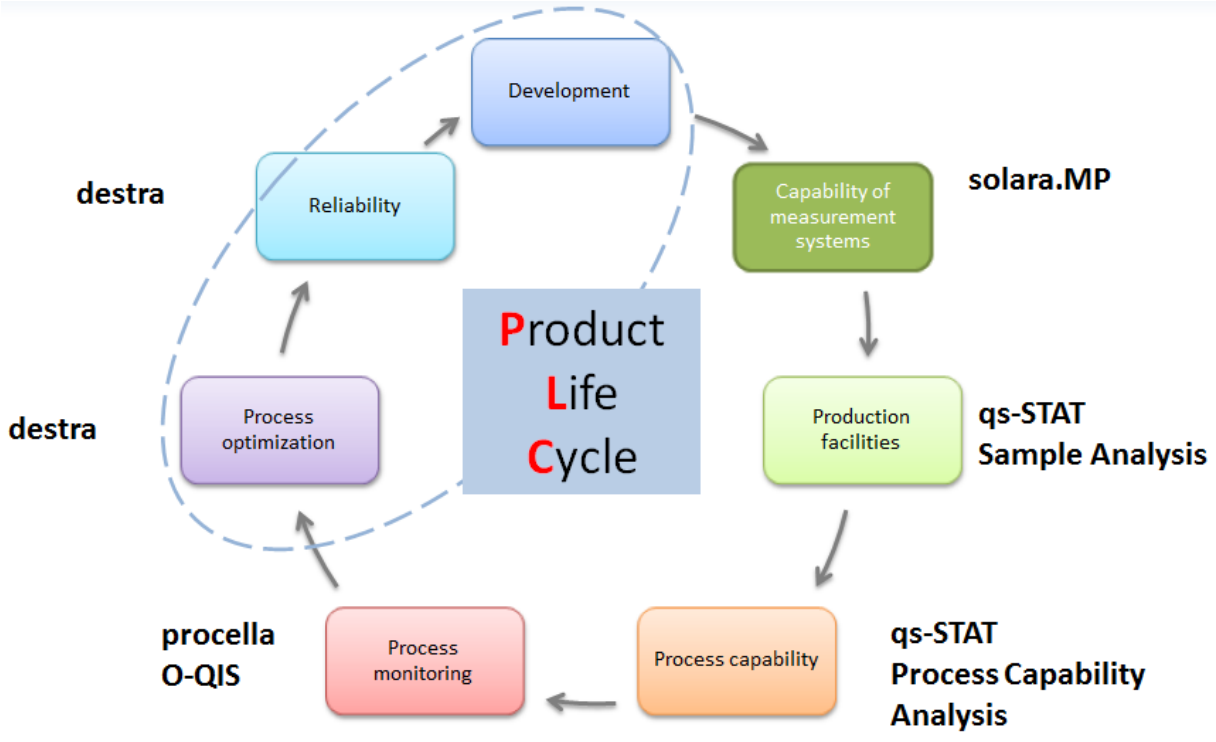 Development
destra
Reliability
Capability of
measurement
systems
solara.MP
Product
Life
Cycle
destra
Process
optimization
Production
facilities
qs-STAT
Sample Analysis
procella
O-QIS
Process
monitoring
Process capability
qs-STAT
Process Capability
Analysis